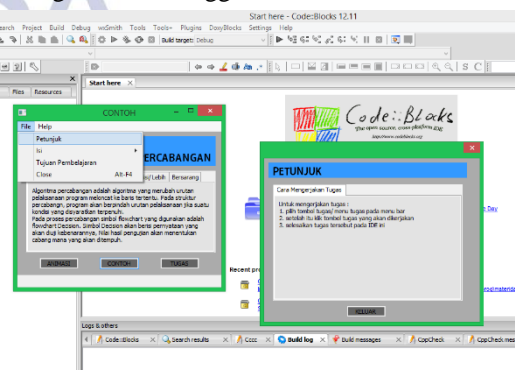 Start here - Code::Blocks 12.11
Search Project Build Debug wxSmith Tools Tools+ Plugins DoxyBlocks Settings Help
Build target: Debug
Files Resources
Start here
CONTOH
File Help
Petunjuk
Isi
Tujuan Pembelajaran
Close Alt-F4
ERCABANGAN
/Lebih Bersarang
Algoritma percabangan adalah algoritma yang merubah urutan
pelaksanaan program meloncat ke baris tertentu. Pada struktur
percabangan, program akan berpindah urutan pelaksanaan jika suatu
kondisi yang disyaratkan terpenuhi.
Pada proses percabangan simbol flowchart yang digunakan adalah
flowchart Decision. Simbol Decision akan berisi pernyataan yang
akan diuji kebenarannya, Nilai hasil pengujian akan menentukan
cabang mana yang akan ditempuh.
ANIMASI CONTOH TUGAS
Code::Blocks
The open source, cross-platform IDE
PETUNJUK
Cara Mengerjakan Tugas
Untuk mengerjakan tugas :
1. pilih tombol tugas/ menu tugas pada menu bar
2. setelah itu klik tombol tugas yang akan dikerjakan
3. selesaikan tugas tersebut pada IDE ini
KELUAR
Day
Recent pro
Logs & others
Code::Blocks Search results Cccc Build log Build messages CppCheck CppCheck mes